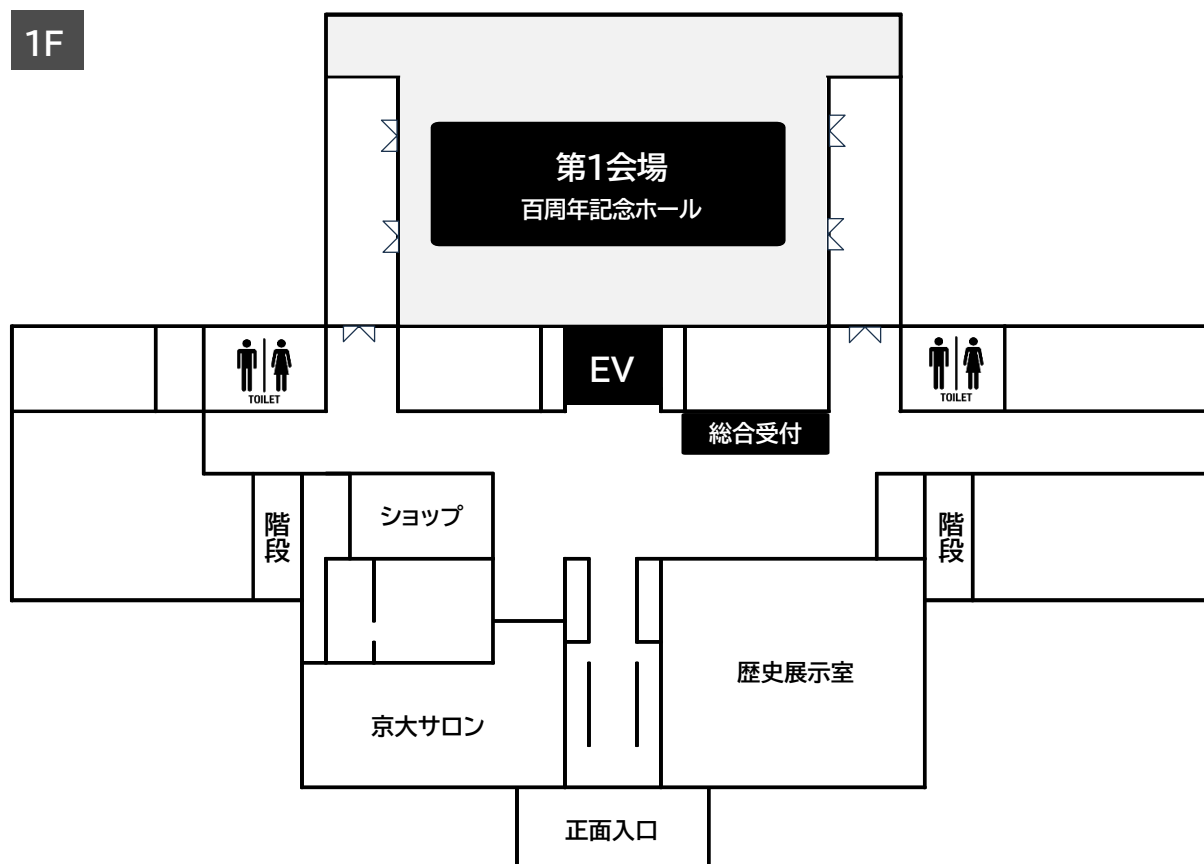 1F
第1会場
百周年記念ホール
TOILET
EV
TOILET
総合受付
ショップ
階段
階段
歴史展示室
京大サロン
正面入口